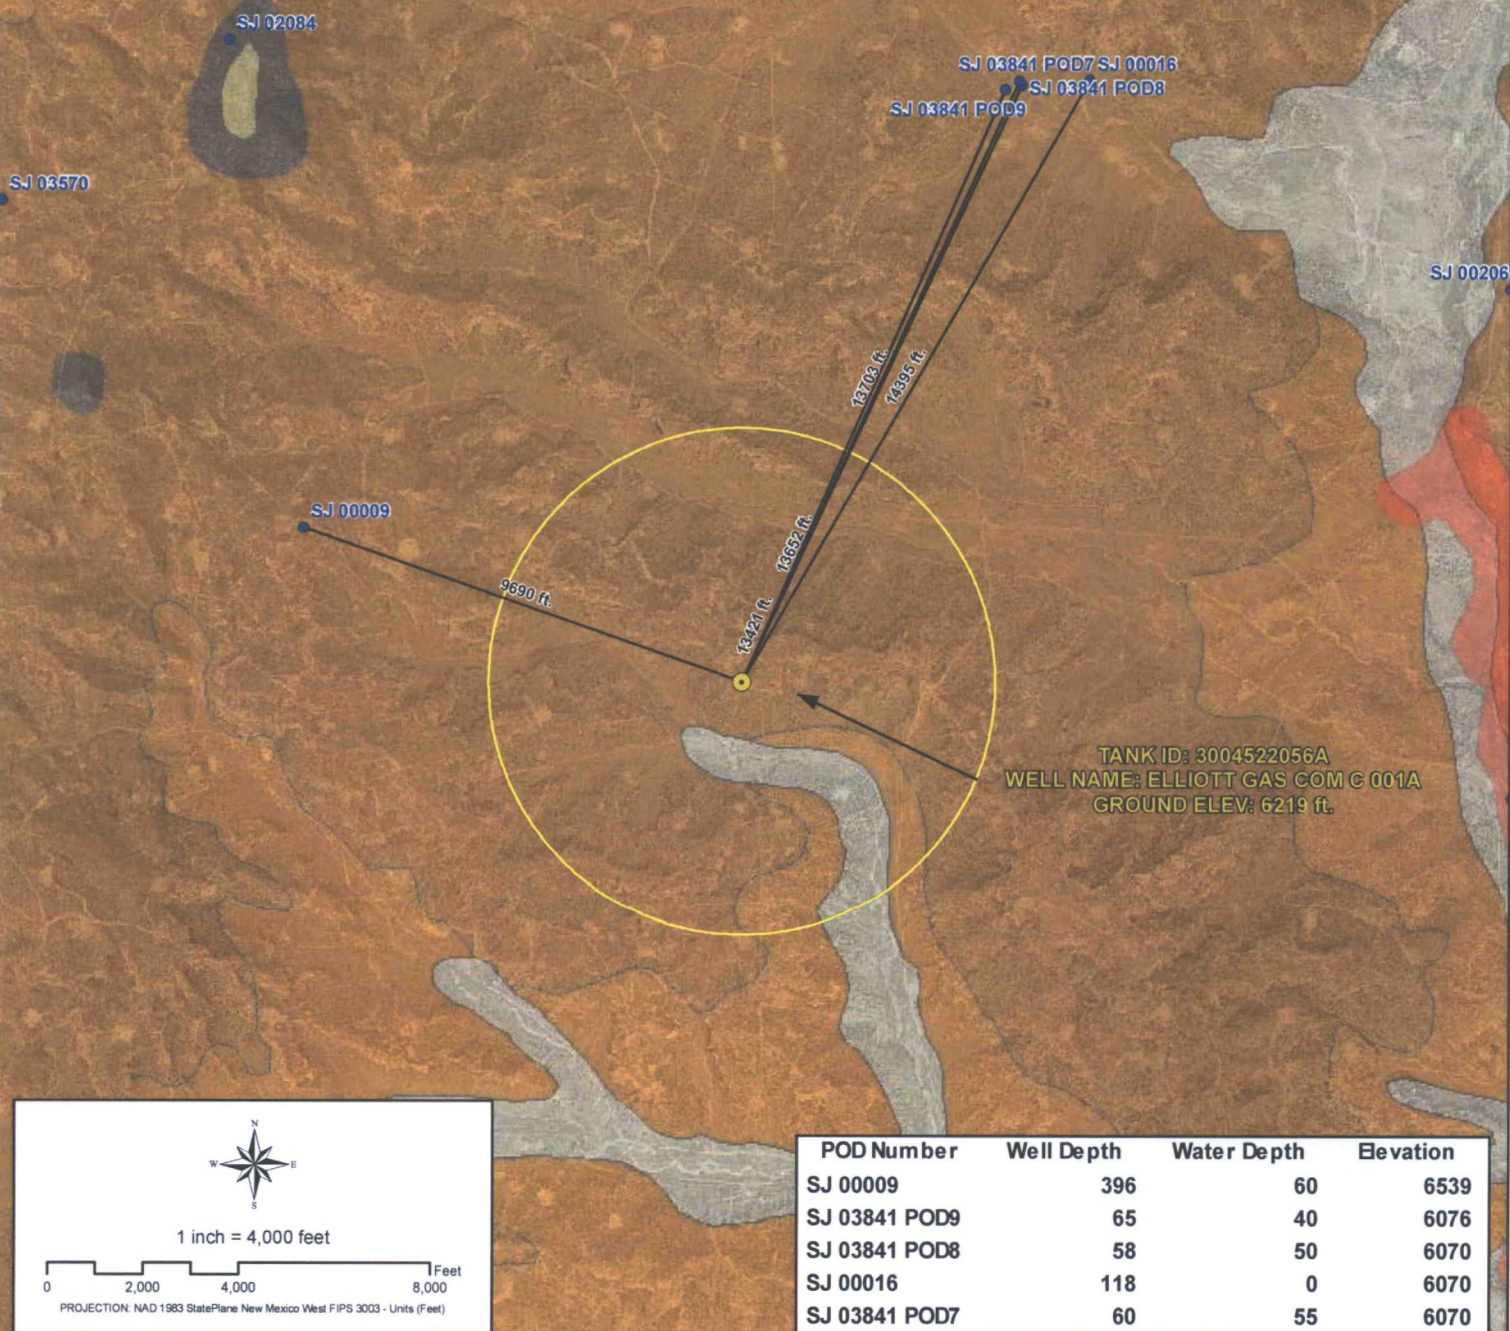 SJ 02084
SJ 03841 POD7 SJ 00016
SJ 03841 POD8
SJ 03841 POD9
SJ 03570
SJ 00206
13703 ft.
14395 ft.
SJ 00009
13652 ft.
9690 ft.
13421 ft.
TANK ID: 3004522056A
WELL NAME: ELLIOTT GAS COM C 001A
GROUND ELEV: 6219 ft.
N
W E
S
1 inch = 4,000 feet
Feet
0 2,000 4,000 8,000
PROJECTION: NAD 1983 StatePlane New Mexico West FIPS 3003 - Units (Feet)
POD Number Well Depth Water Depth Elevation
SJ 00009 396 60 6539
SJ 03841 POD9 65 40 6076
SJ 03841 POD8 58 50 6070
SJ 00016 118 0 6070
SJ 03841 POD7 60 55 6070